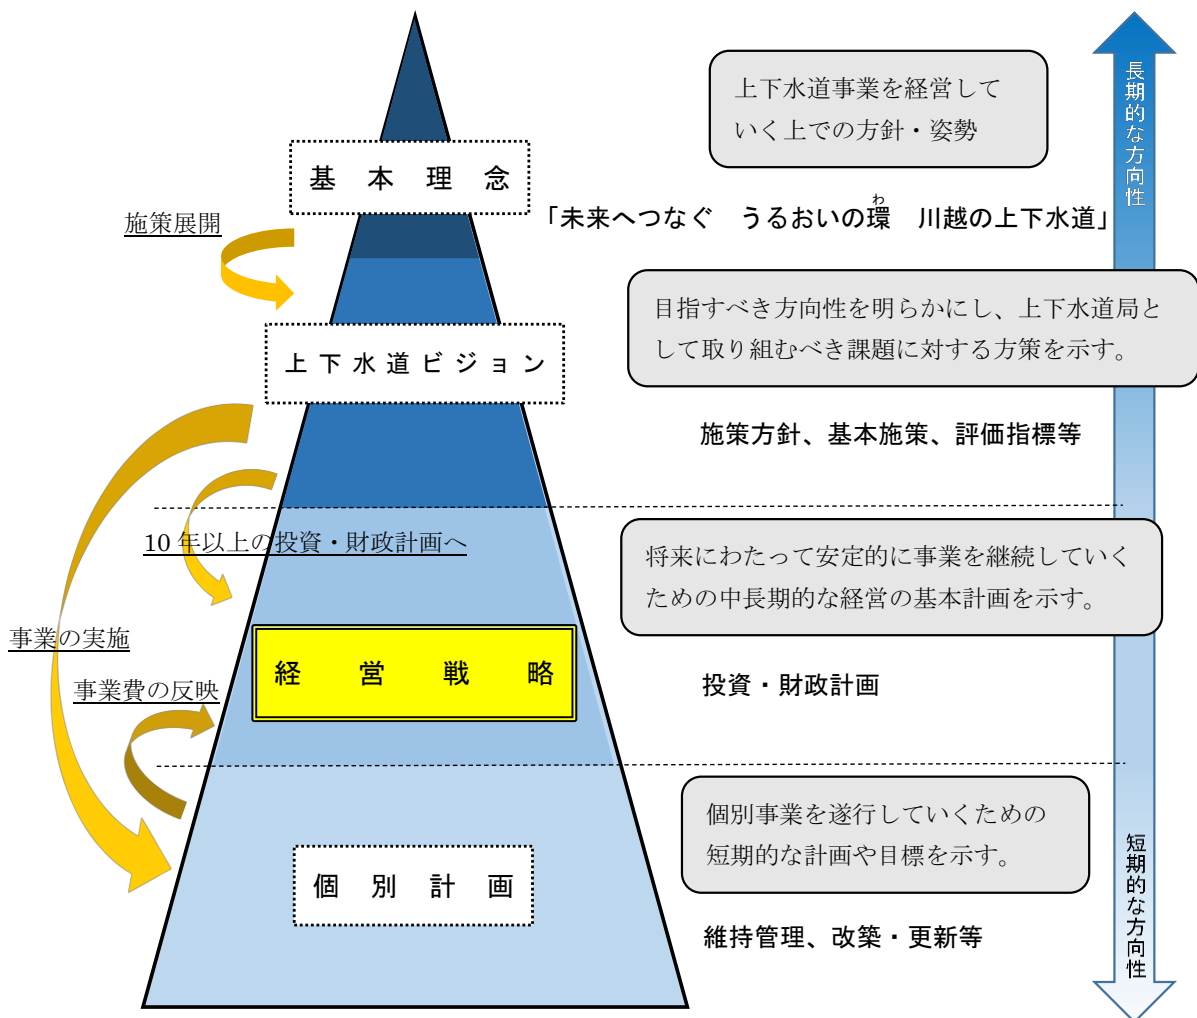 上下水道事業を経営して
いく上での方針・姿勢
長期的な方向性
基本理念
施策展開
わ
「未来へつなぐ　うるおいの環　川越の上下水道」
目指すべき方向性を明らかにし、上下水道局と
して取り組むべき課題に対する方策を示す。
上下水道ビジョン
施策方針、基本施策、評価指標等
10 年以上の投資・財政計画へ
将来にわたって安定的に事業を継続していく
ための中長期的な経営の基本計画を示す。
事業の実施
経営戦略
事業費の反映
投資・財政計画
個別事業を遂行していくための
短期的な計画や目標を示す。
個別計画
維持管理、改築・更新等
短期的な方向性